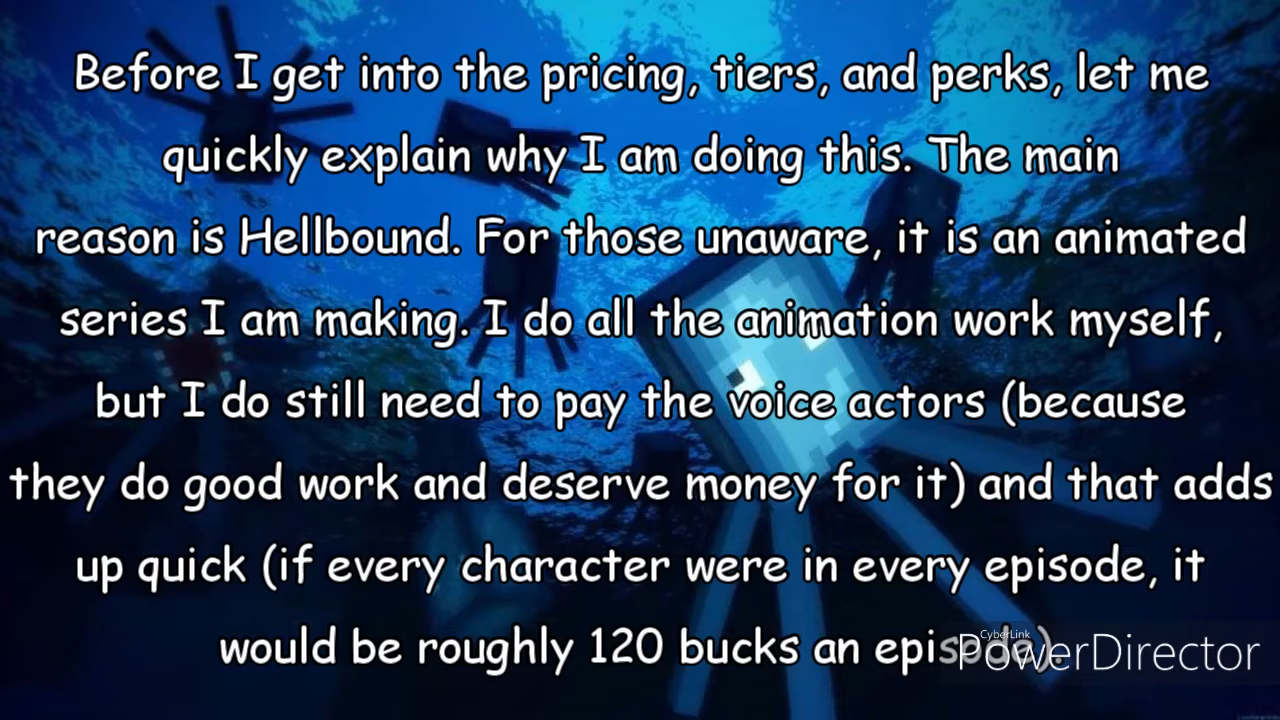 Before I get into the pricing, tiers, and perks, let me
quickly explain why I am doing this. The main
reason is Hellbound. For those unaware, it is an animated
series I am making. I do all the animation work myself,
but I do still need to pay the voice actors (because
they do good work and deserve money for it) and that adds
up quick (if every character were in every episode, it
would be roughly 120 bucks an episode).
CyberLink
PowerDirector